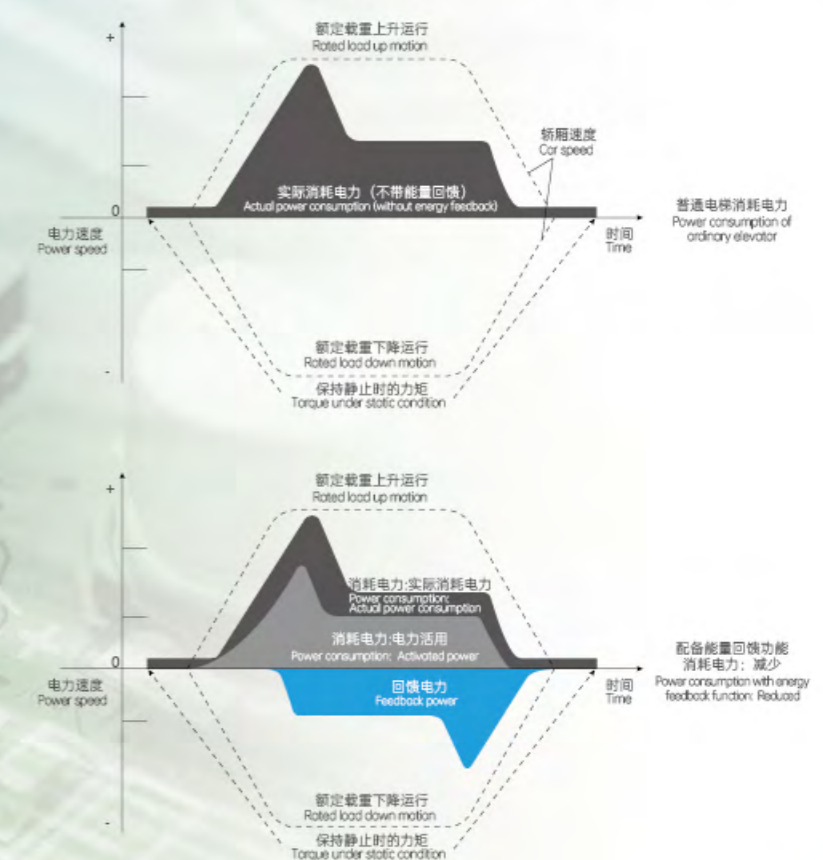 额定载重上升运行
Rated load up motion
+
轿厢速度
Car speed
实际消耗电力（不带能量回馈）
Actual power consumption (without energy feedback)
0
电力速度
Power speed
时间
Time
普通电梯消耗电力
Power consumption of
ordinary elevator
额定载重下降运行
Rated load down motion
-
保持静止时的力矩
Torque under static condition
额定载重上升运行
Rated load up motion
+
消耗电力:实际消耗电力
Power consumption:
Actual power consumption
消耗电力:电力活用
Power consumption: Activated power
0
电力速度
Power speed
回馈电力
Feedback power
时间
Time
配备能量回馈功能
消耗电力：减少
Power consumption with energy
feedback function: Reduced
额定载重下降运行
Rated load down motion
-
保持静止时的力矩
Torque under static condition